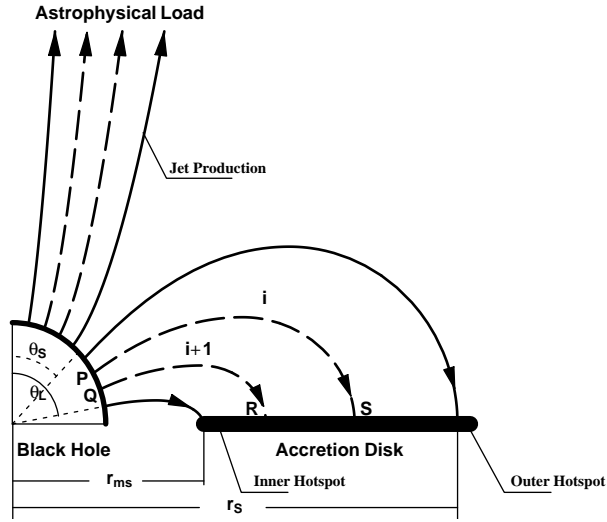 Astrophysical Load
Jet Production
i
i+1
θS
P
θL
Q
R
S
Black Hole
Accretion Disk
Inner Hotspot
Outer Hotspot
rms
rS